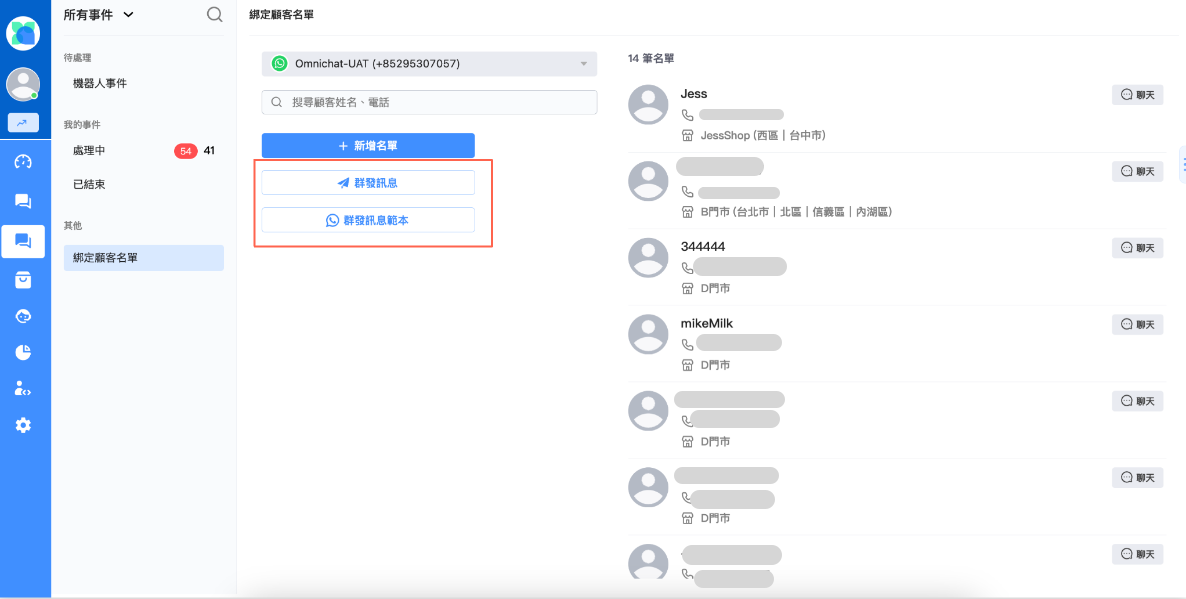 所有事件
待處理
機器人事件
我的事件
處理中 54 41
已結束
其他
綁定顧客名單
綁定顧客名單
Omnichat-UAT (+85295307057)
搜尋顧客姓名、電話
+ 新增名單
群發訊息
群發訊息範本
14 筆名單
Jess
聊天
JessShop (西區 | 台中市)
聊天
B門市 (台北市 | 北區 | 信義區 | 內湖區)
344444
聊天
D門市
mikeMilk
聊天
D門市
聊天
D門市
聊天
D門市
聊天